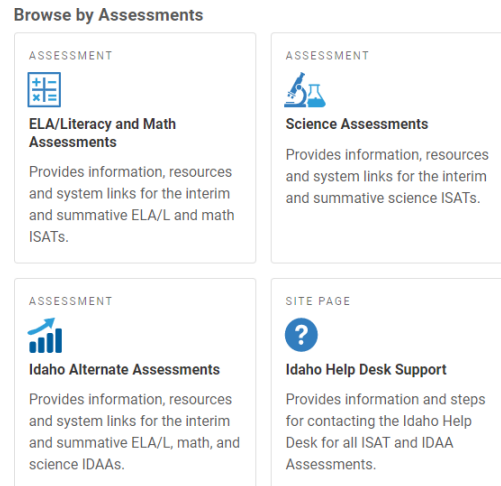 Browse by Assessments
ASSESSMENT
ELA/Literacy and Math
Assessments
Provides information, resources
and system links for the interim
and summative ELA/L and math
ISATs.
ASSESSMENT
Science Assessments
Provides information, resources
and system links for the interim
and summative science ISATs.
ASSESSMENT
Idaho Alternate Assessments
Provides information, resources
and system links for the interim
and summative ELA/L, math, and
science IDAAs.
SITE PAGE
Idaho Help Desk Support
Provides information and steps
for contacting the Idaho Help
Desk for all ISAT and IDAA
Assessments.